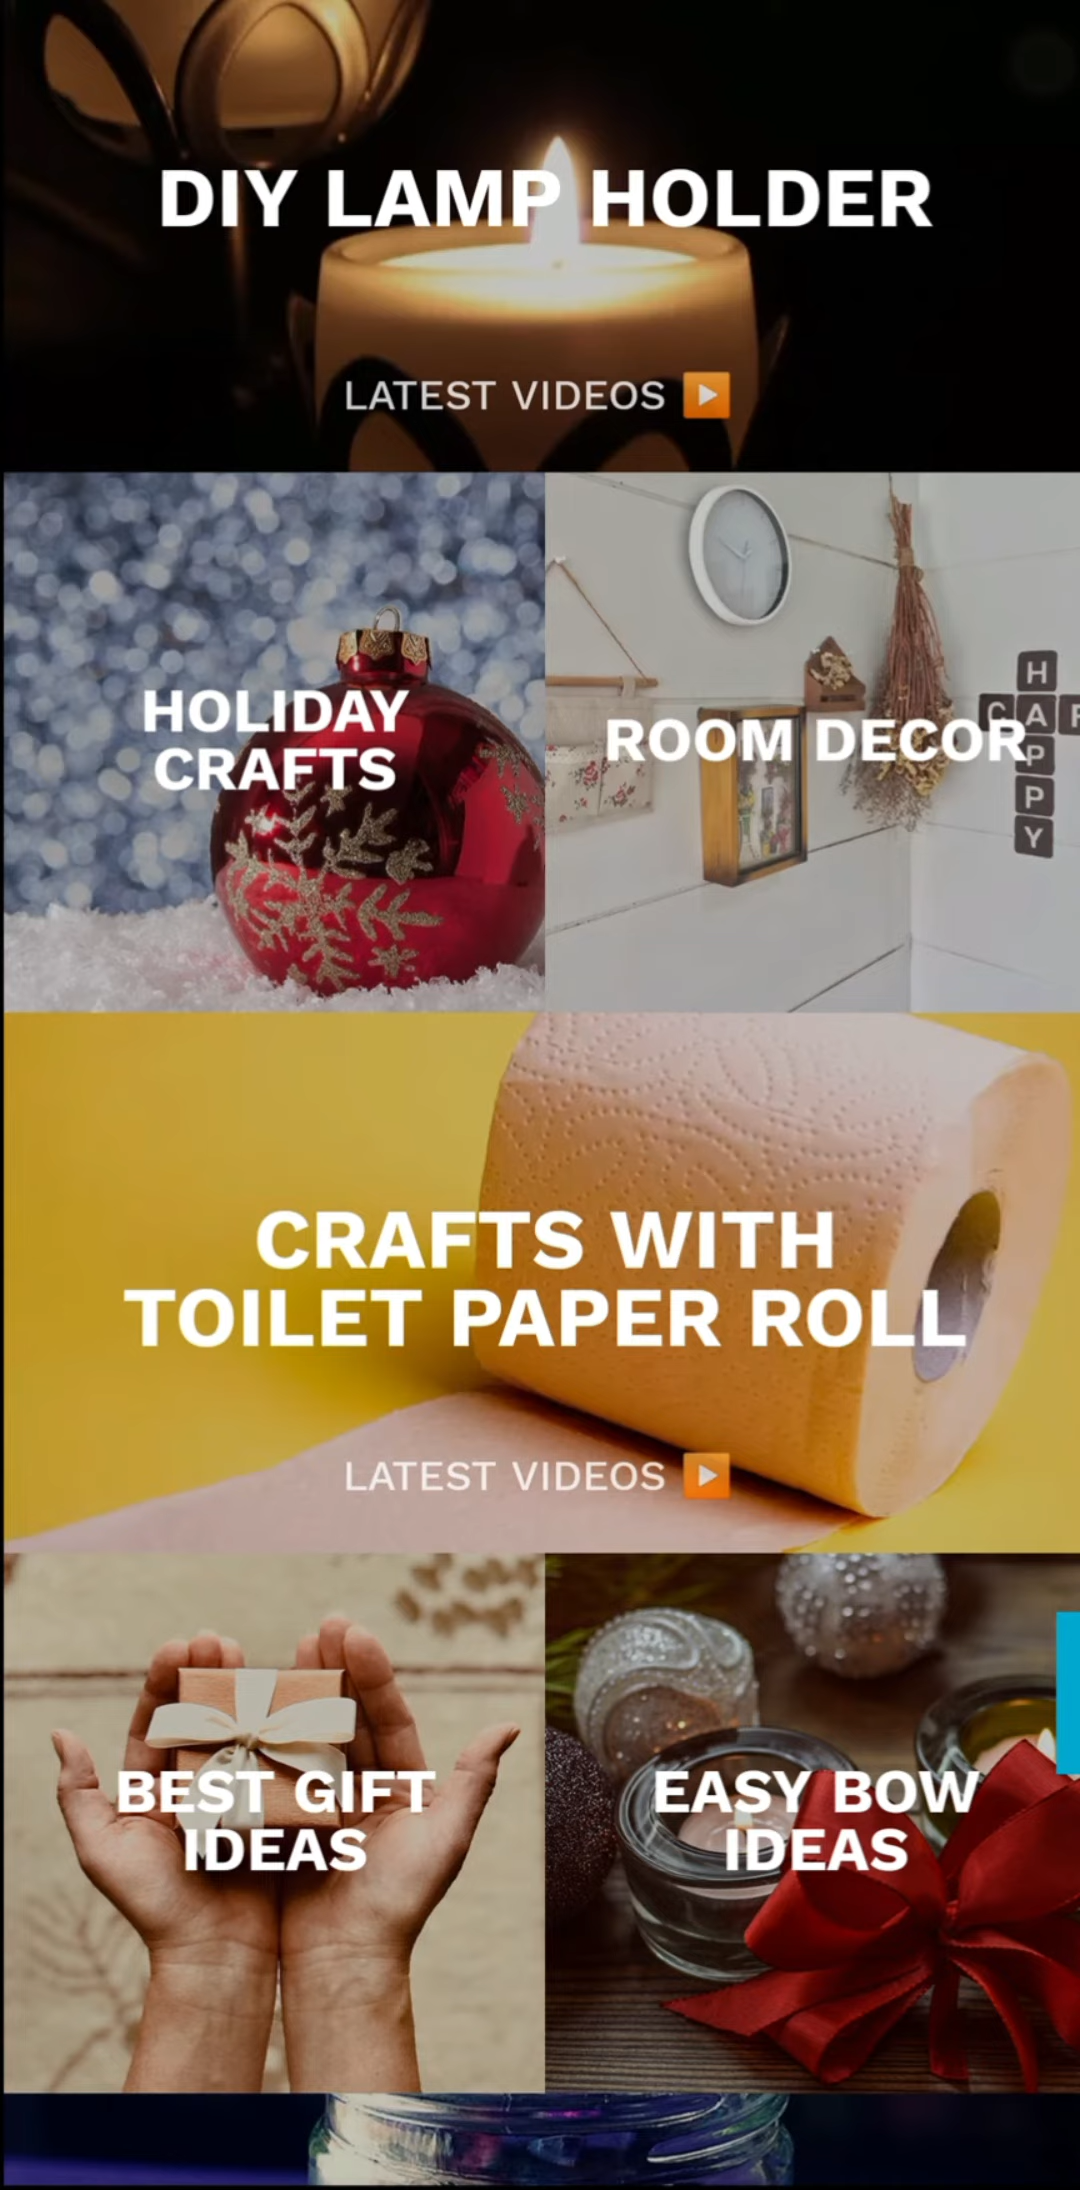 DIY LAMP HOLDER
LATEST VIDEOS
HOLIDAY
CRAFTS
ROOM DECOR
H
C A
P
P
Y
CRAFTS WITH
TOILET PAPER ROLL
LATEST VIDEOS
BEST GIFT
IDEAS
EASY BOW
IDEAS